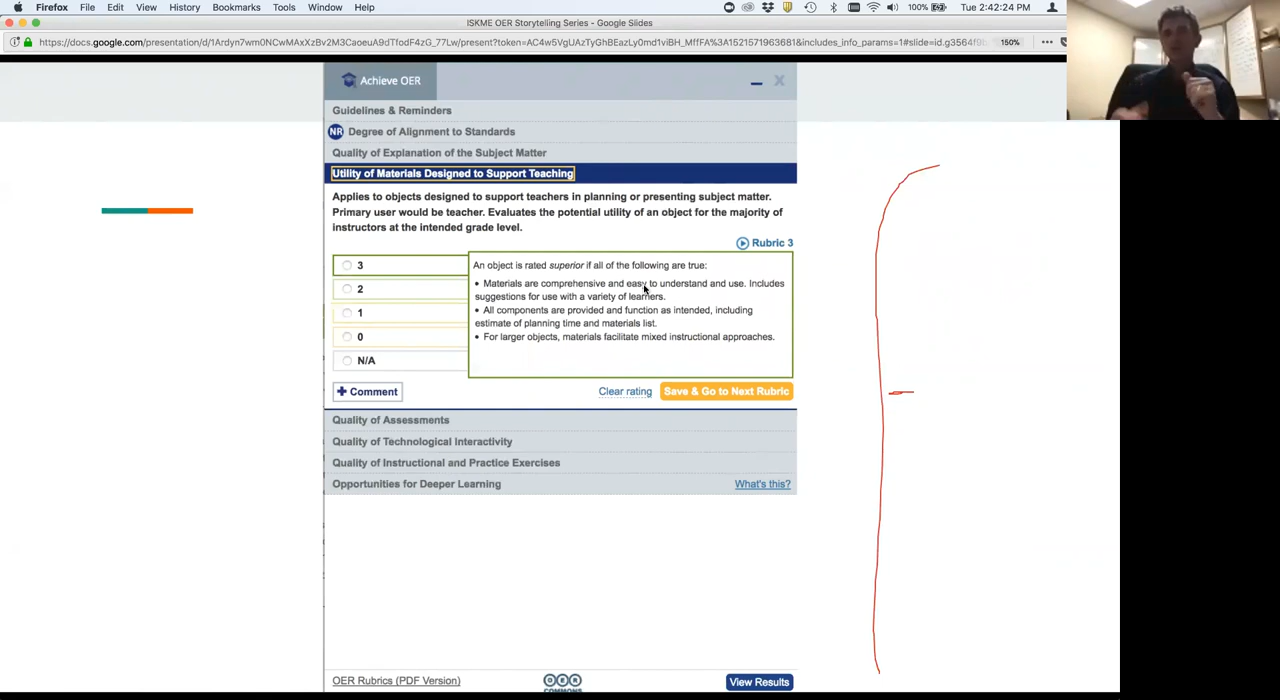 Firefox File Edit View History Bookmarks Tools Window Help 100% Tue 2:42:24 PM
ISKME OER Storytelling Series - Google Slides
150%
Achieve OER
Guidelines & Reminders
NR Degree of Alignment to Standards
Quality of Explanation of the Subject Matter
Utility of Materials Designed to Support Teaching
Applies to objects designed to support teachers in planning or presenting subject matter.
Primary user would be teacher. Evaluates the potential utility of an object for the majority of
instructors at the intended grade level.
Rubric 3
3
2
1
0
N/A
An object is rated superior if all of the following are true:
• Materials are comprehensive and easy to understand and use. Includes
suggestions for use with a variety of learners.
• All components are provided and function as intended, including
estimate of planning time and materials list.
• For larger objects, materials facilitate mixed instructional approaches.
+ Comment
Clear rating
Save & Go to Next Rubric
Quality of Assessments
Quality of Technological Interactivity
Quality of Instructional and Practice Exercises
Opportunities for Deeper Learning
What's this?
OER Rubrics (PDF Version)
OER
COMMONS
View Results